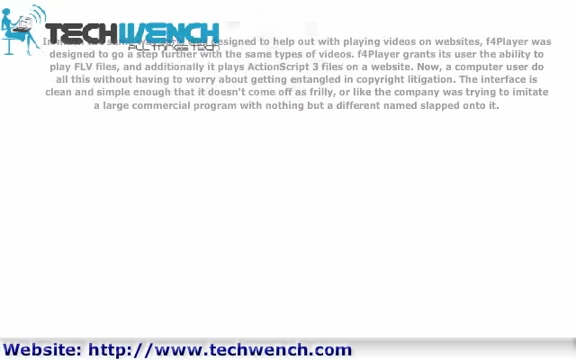 TECHWENCH
ALL THINGS TECH
designed to help out with playing videos on websites, f4Player was
designed to go a step further with the same types of videos. f4Player grants its user the ability to
play FLV files, and additionally it plays ActionScript 3 files on a website. Now, a computer user do
all this without having to worry about getting entangled in copyright litigation. The interface is
clean and simple enough that it doesn't come off as frilly, or like the company was trying to imitate
a large commercial program with nothing but a different named slapped onto it.
Website: http://www.techwench.com